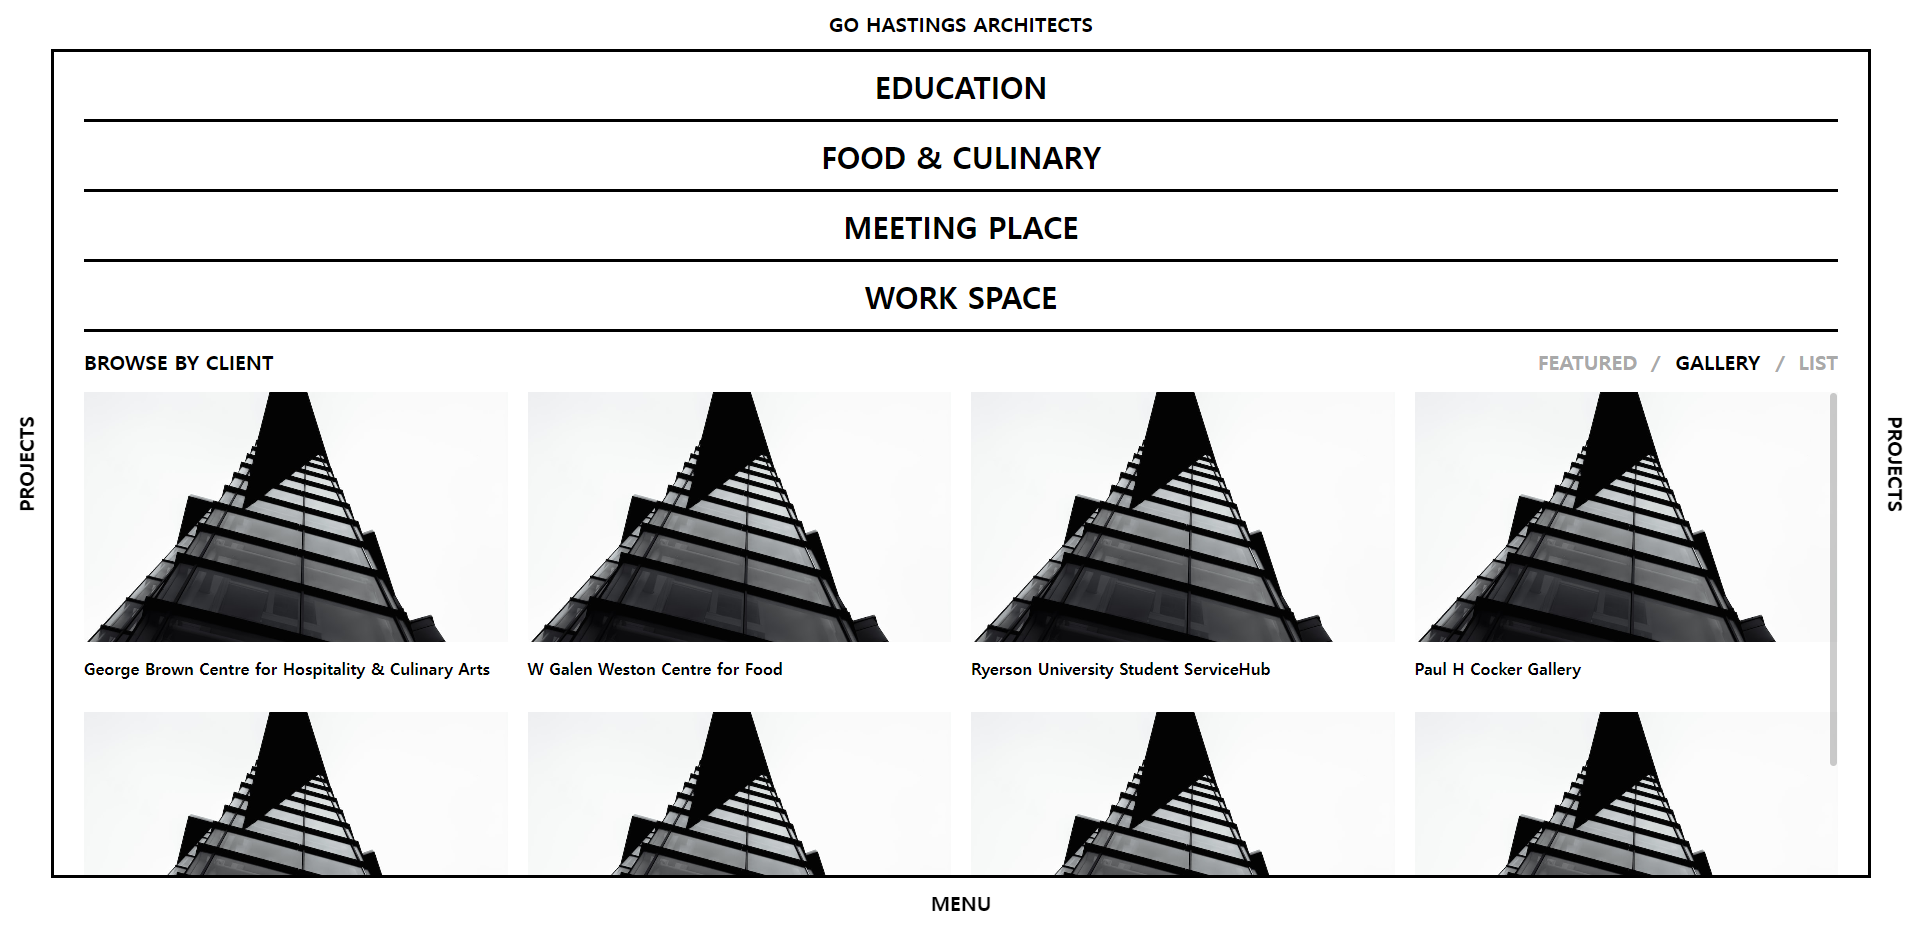 GO HASTINGS ARCHITECTS
EDUCATION
FOOD & CULINARY
MEETING PLACE
WORK SPACE
BROWSE BY CLIENT
FEATURED / GALLERY / LIST
PROJECTS
PROJECTS
George Brown Centre for Hospitality & Culinary Arts
W Galen Weston Centre for Food
Ryerson University Student ServiceHub
Paul H Cocker Gallery
MENU